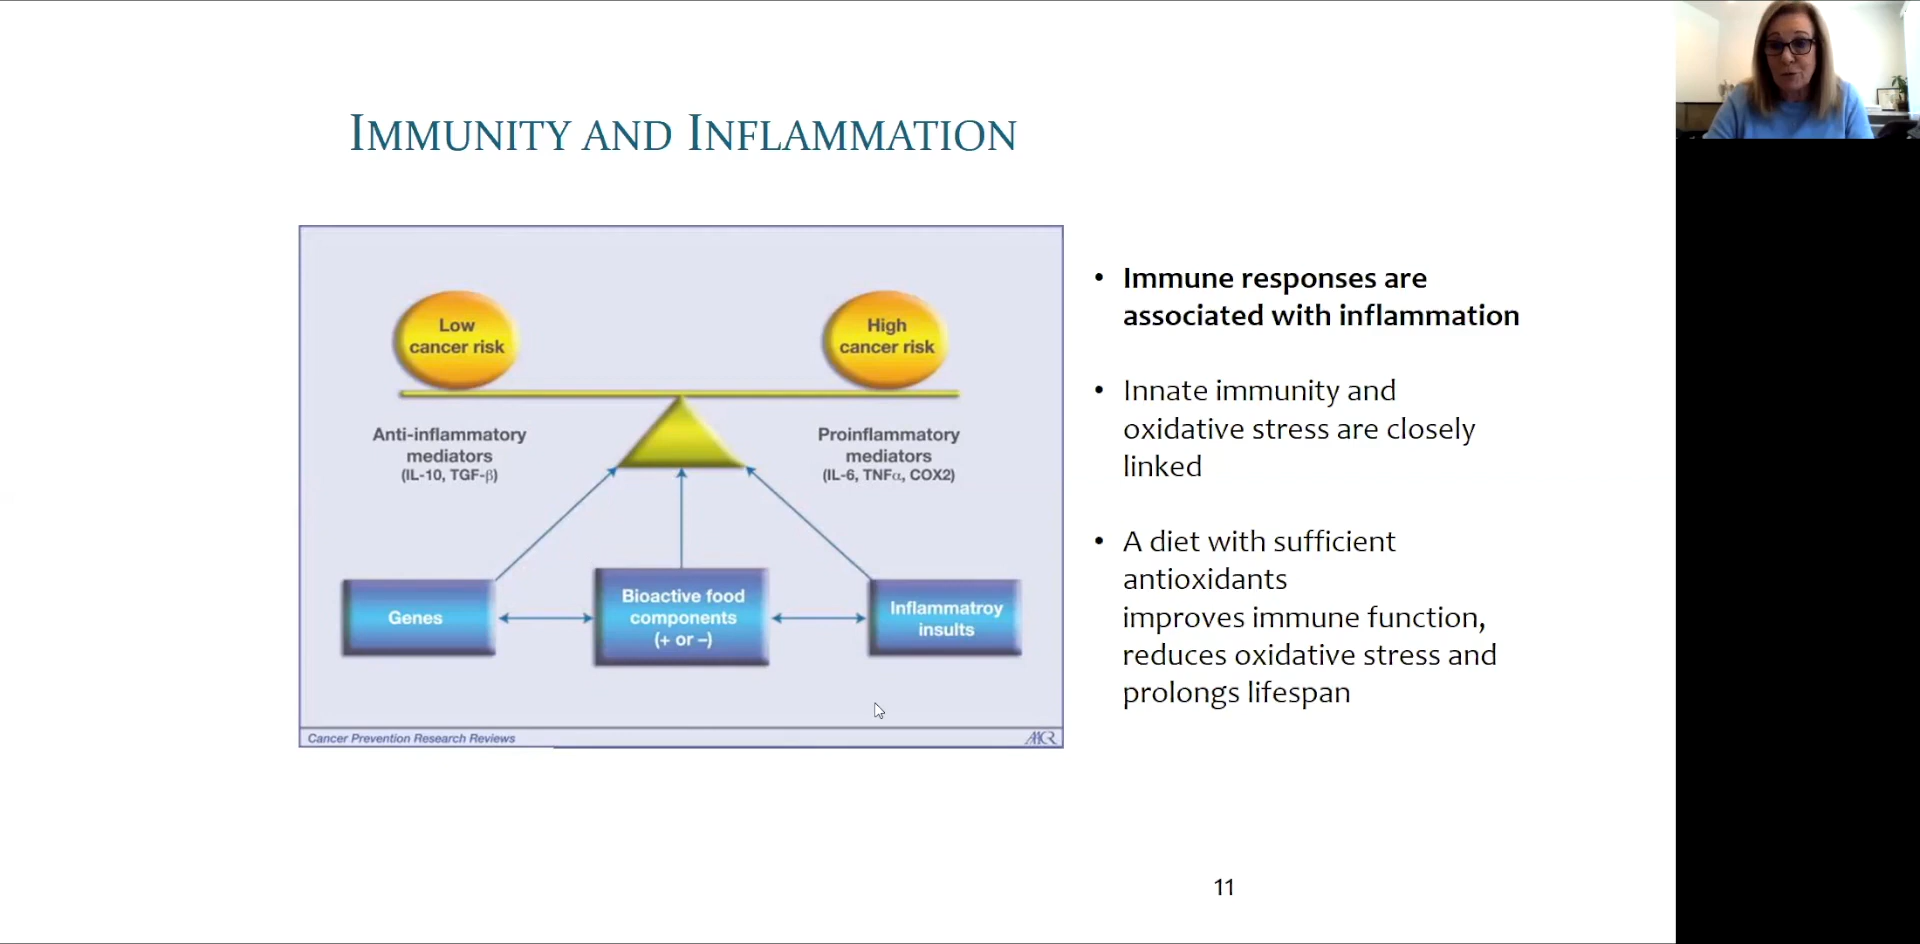 IMMUNITY AND INFLAMMATION
Low
cancer risk
High
cancer risk
Anti-inflammatory
mediators
(IL-10, TGF-β)
Proinflammatory
mediators
(IL-6, TNFα, COX2)
Genes
Bioactive food
components
(+ or –)
Inflammatroy
insults
Cancer Prevention Research Reviews
AACR
• Immune responses are
associated with inflammation
• Innate immunity and
oxidative stress are closely
linked
• A diet with sufficient
antioxidants
improves immune function,
reduces oxidative stress and
prolongs lifespan
11